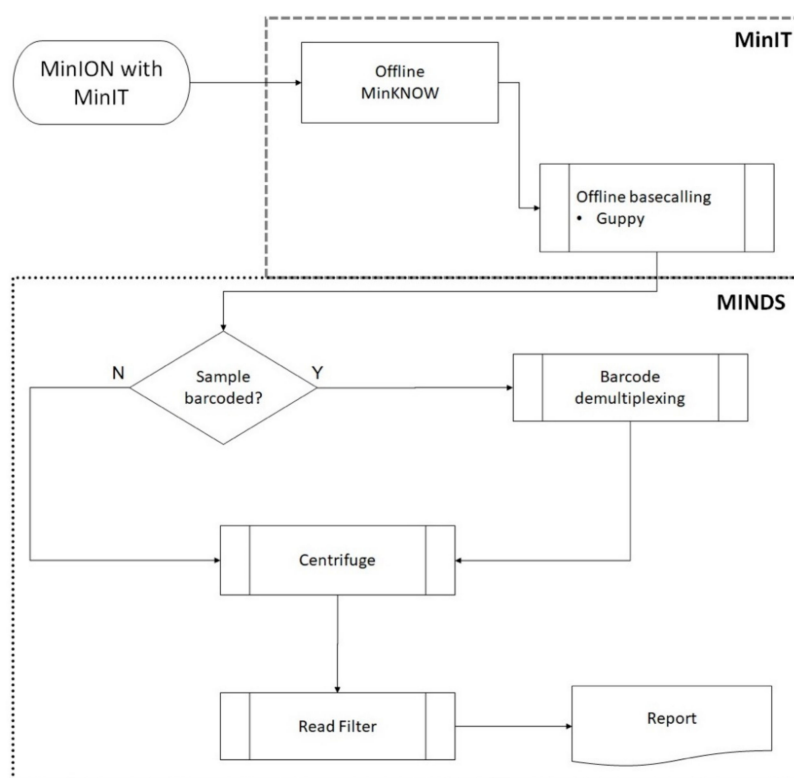 MinIT
MinION with
MinIT
Offline
MinKNOW
Offline basecalling
• Guppy
MINDS
N
Sample
barcoded?
Y
Barcode
demultiplexing
Centrifuge
Read Filter
Report